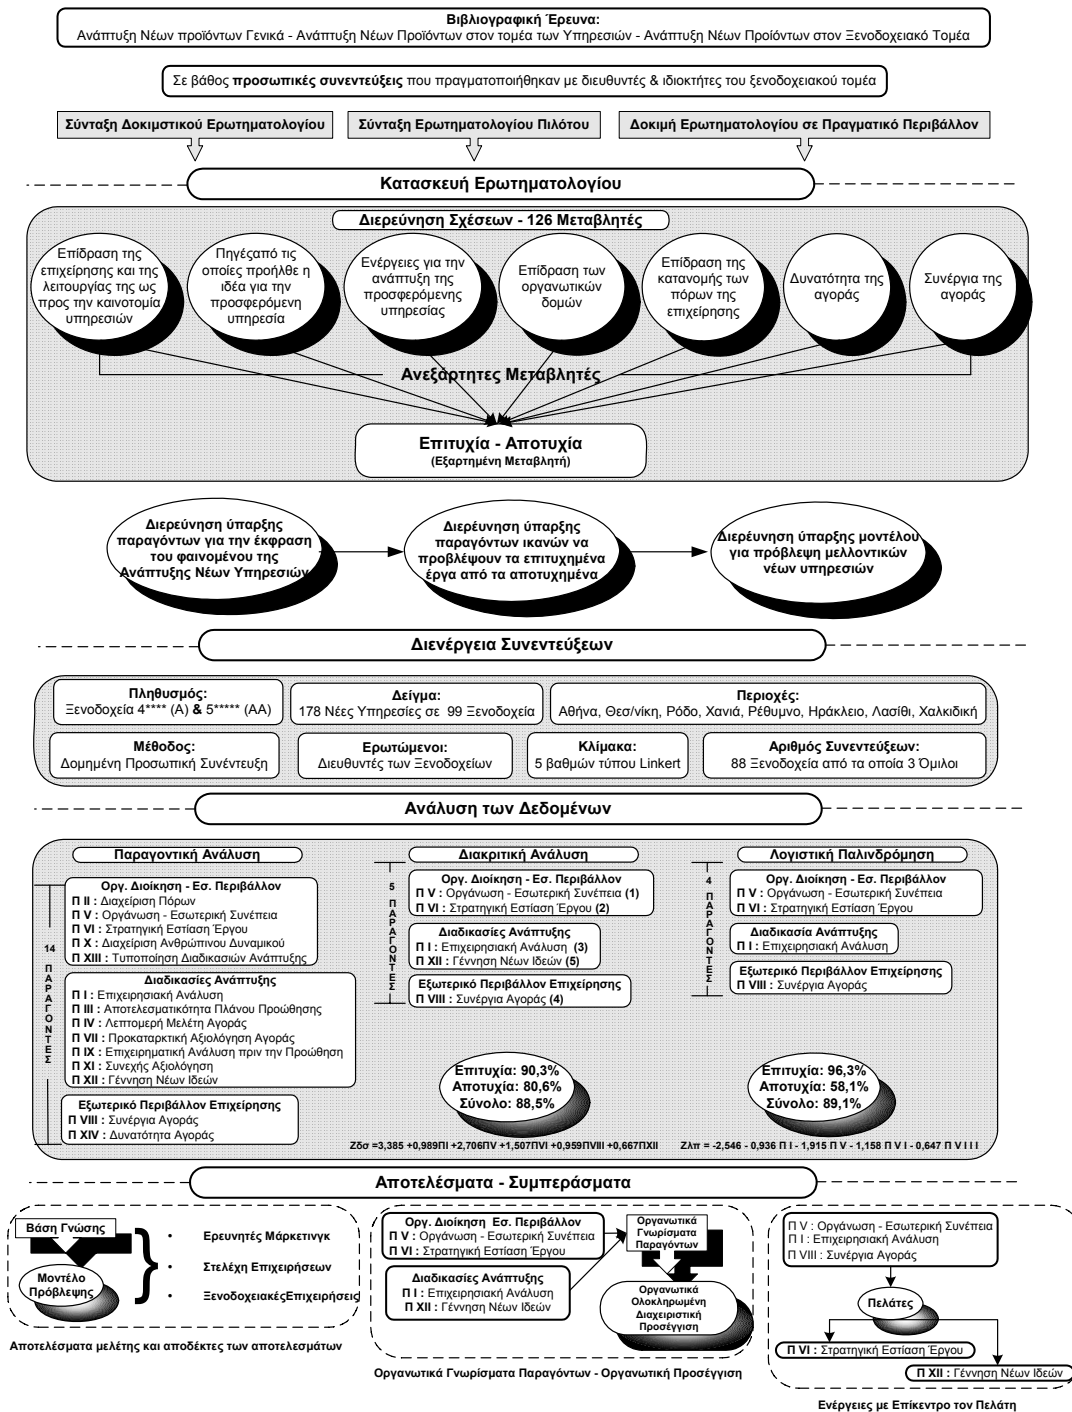 Βιβλιογραφική Έρευνα:
Ανάπτυξη Νέων προϊόντων Γενικά - Ανάπτυξη Νέων Προϊόντων στον τομέα των Υπηρεσιών - Ανάπτυξη Νέων Προίόντων στον Ξενοδοχειακό Τομέα
Σε βάθος προσωπικές συνεντεύξεις που πραγματοποιήθηκαν με διευθυντές & ιδιοκτήτες του ξενοδοχειακού τομέα
Σύνταξη Δοκιμστικού Ερωτηματολογίου
Σύνταξη Ερωτηματολογίου Πιλότου
Δοκιμή Ερωτηματολογίου σε Πραγματικό Περιβάλλον
Κατασκευή Ερωτηματολογίου
Διερεύνηση Σχέσεων - 126 Μεταβλητές
Επίδραση της
επιχείρησης και της
λειτουργίας της ως
προς την καινοτομία
υπηρεσιών
Πηγέςαπό τις
οποίες προήλθε η
ιδέα για την
προσφερόμενη
υπηρεσία
Ενέργειες για την
ανάπτυξη της
προσφερόμενης
υπηρεσίας
Επίδραση των
οργανωτικών
δομών
Επίδραση της
κατανομής των
πόρων της
επιχείρησης
Δυνατότητα της
αγοράς
Συνέργια της
αγοράς
Ανεξάρτητες Μεταβλητές
Επιτυχία - Αποτυχία
(Εξαρτημένη Μεταβλητή)
Διερεύνηση ύπαρξης
παραγόντων για την έκφραση
του φαινομένου της
Ανάπτυξης Νέων Υπηρεσιών
Διερέυνηση ύπαρξης
παραγόντων ικανών να
προβλέψουν τα επιτυχημένα
έργα από τα αποτυχημένα
Διερέυνηση ύπαρξης μοντέλου
για πρόβλεψη μελλοντικών
νέων υπηρεσιών
Διενέργεια Συνεντεύξεων
Πληθυσμός:
Ξενοδοχεία 4**** (Α) & 5***** (ΑΑ)
Δείγμα:
178 Νέες Υπηρεσίες σε 99 Ξενοδοχεία
Περιοχές:
Αθήνα, Θεσ/νίκη, Ρόδο, Χανιά, Ρέθυμνο, Ηράκλειο, Λασίθι, Χαλκιδική
Μέθοδος:
Δομημένη Προσωπική Συνέντευξη
Ερωτώμενοι:
Διευθυντές των Ξενοδοχείων
Κλίμακα:
5 βαθμών τύπου Linkert
Αριθμός Συνεντεύξεων:
88 Ξενοδοχεία από τα οποία 3 Όμιλοι
Ανάλυση των Δεδομένων
Παραγοντική Ανάλυση
14 ΠΑΡΑΓΟΝΤΕΣ
Οργ. Διοίκηση - Εσ. Περιβάλλον
Π ΙΙ : Διαχείριση Πόρων
Π V : Οργάνωση - Εσωτερική Συνέπεια
Π VI : Στρατηγική Εστίαση Έργου
Π Χ : Διαχείριση Ανθρώπινου Δυναμικού
Π ΧΙΙΙ : Τυποποίηση Διαδικασιών Ανάπτυξης
Διαδικασίες Ανάπτυξης
Π Ι : Επιχειρησιακή Ανάλυση
Π ΙΙΙ : Αποτελεσματικότητα Πλάνου Προώθησης
Π IV : Λεπτομερή Μελέτη Αγοράς
Π VII : Προκαταρκτική Αξιολόγηση Αγοράς
Π ΙΧ : Επιχειρηματική Ανάλυση πριν την Προώθηση
Π ΧΙ : Συνεχής Αξιολόγηση
Π ΧΙΙ : Γέννηση Νέων Ιδεών
Εξωτερικό Περιβάλλον Επιχείρησης
Π VIII : Συνέργια Αγοράς
Π XIV : Δυνατότητα Αγοράς
Διακριτική Ανάλυση
5 ΠΑΡΑΓΟΝΤΕΣ
Οργ. Διοίκηση - Εσ. Περιβάλλον
Π V : Οργάνωση - Εσωτερική Συνέπεια (1)
Π VI : Στρατηγική Εστίαση Έργου (2)
Διαδικασίες Ανάπτυξης
Π Ι : Επιχειρησιακή Ανάλυση (3)
Π ΧΙΙ : Γέννηση Νέων Ιδεών (5)
Εξωτερικό Περιβάλλον Επιχείρησης
Π VIII : Συνέργια Αγοράς (4)
Επιτυχία: 90,3%
Αποτυχία: 80,6%
Σύνολο: 88,5%
Ζδσ =3,385 +0,989ΠΙ +2,706ΠV +1,507ΠVI +0,959ΠVIII +0,667ΠΧΙΙ
Λογιστική Παλινδρόμηση
4 ΠΑΡΑΓΟΝΤΕΣ
Οργ. Διοίκηση - Εσ. Περιβάλλον
Π V : Οργάνωση - Εσωτερική Συνέπεια
Π VI : Στρατηγική Εστίαση Έργου
Διαδικασία Ανάπτυξης
Π Ι : Επιχειρησιακή Ανάλυση
Εξωτερικό Περιβάλλον Επιχείρησης
Π VIII : Συνέργια Αγοράς
Επιτυχία: 96,3%
Αποτυχία: 58,1%
Σύνολο: 89,1%
Ζλπ = -2,546 - 0,936 Π Ι - 1,915 Π V - 1,158 Π V I - 0,647 Π V I I I
Αποτελέσματα - Συμπεράσματα
Βάση Γνώσης
Μοντέλο
Πρόβλεψης
}
• Ερευνητές Μάρκετινγκ
• Στελέχη Επιχειρήσεων
• ΞενοδοχειακέςΕπιχειρήσεις
Αποτελέσματα μελέτης και αποδέκτες των αποτελεσμάτων
Οργ. Διοίκηση Εσ. Περιβάλλον
Π V : Οργάνωση - Εσωτερική Συνέπεια
Π VI : Στρατηγική Εστίαση Έργου
Διαδικασίες Ανάπτυξης
Π Ι : Επιχειρησιακή Ανάλυση
Π ΧΙΙ : Γέννηση Νέων Ιδεών
Οργανωτικά
Γνωρίσματα
Παραγόντων
Οργανωτικά
Ολοκληρωμένη
Διαχειριστική
Προσέγγιση
Οργανωτικά Γνωρίσματα Παραγόντων - Οργανωτική Προσέγγιση
Π V : Οργάνωση - Εσωτερική Συνέπεια
Π Ι : Επιχειρησιακή Ανάλυση
Π VIII : Συνέργια Αγοράς
Πελάτες
Π VI : Στρατηγική Εστίαση Έργου
Π ΧΙΙ : Γέννηση Νέων Ιδεών
Ενέργειες με Επίκεντρο τον Πελάτη